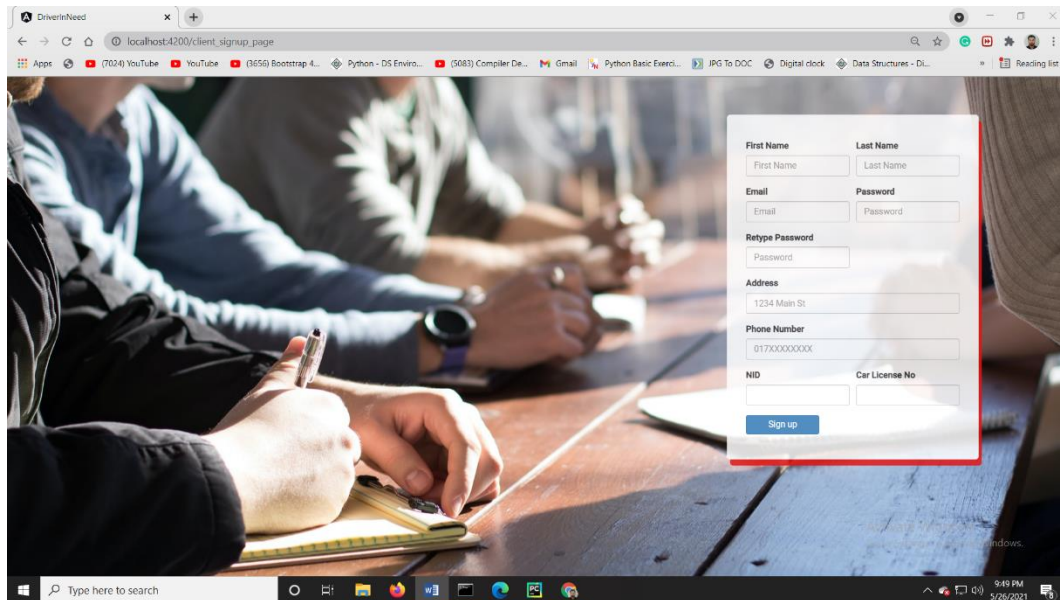 DriverInNeed
localhost:4200/client_signup_page
Apps (7024) YouTube YouTube (3656) Bootstrap 4... Python - DS Enviro... (5083) Compiler De... Gmail Python Basic Exerci... JPG To DOC Digital clock Data Structures - Di... » Reading list
First Name Last Name
First Name Last Name
Email Password
Email Password
Retype Password
Password
Address
1234 Main St
Phone Number
017XXXXXXXX
NID Car License No
Sign up
Type here to search
9:49 PM
5/26/2021